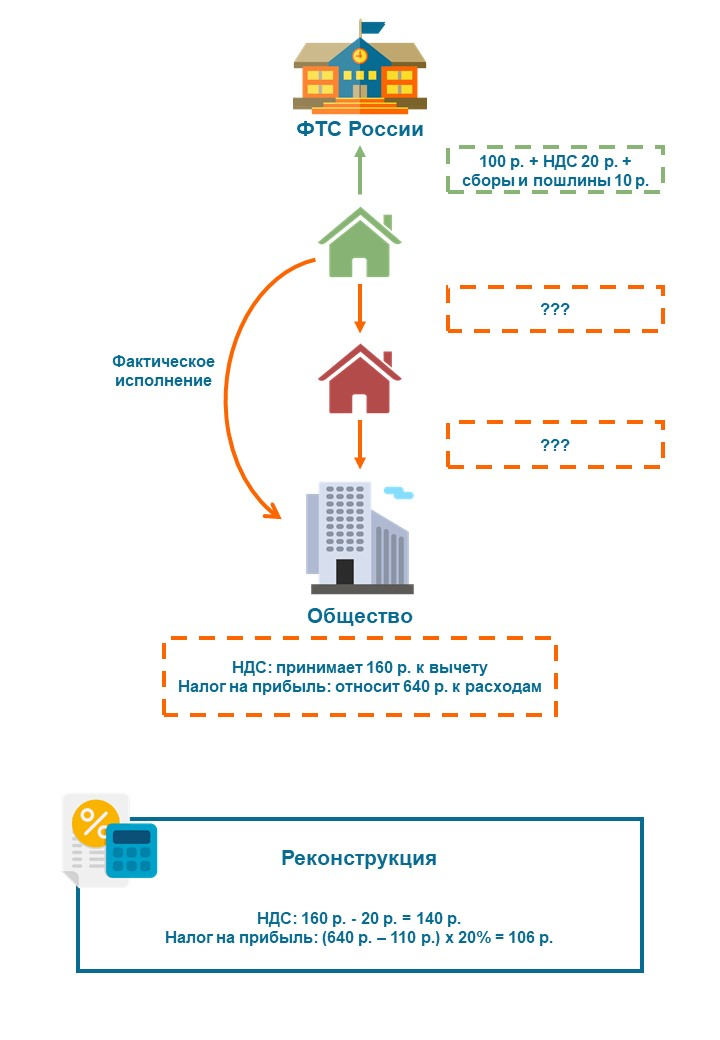 ФТС России
100 р. + НДС 20 р. +
сборы и пошлины 10 р.
???
Фактическое
исполнение
???
Общество
НДС: принимает 160 р. к вычету
Налог на прибыль: относит 640 р. к расходам
%
Реконструкция
НДС: 160 р. - 20 р. = 140 р.
Налог на прибыль: (640 р. – 110 р.) х 20% = 106 р.